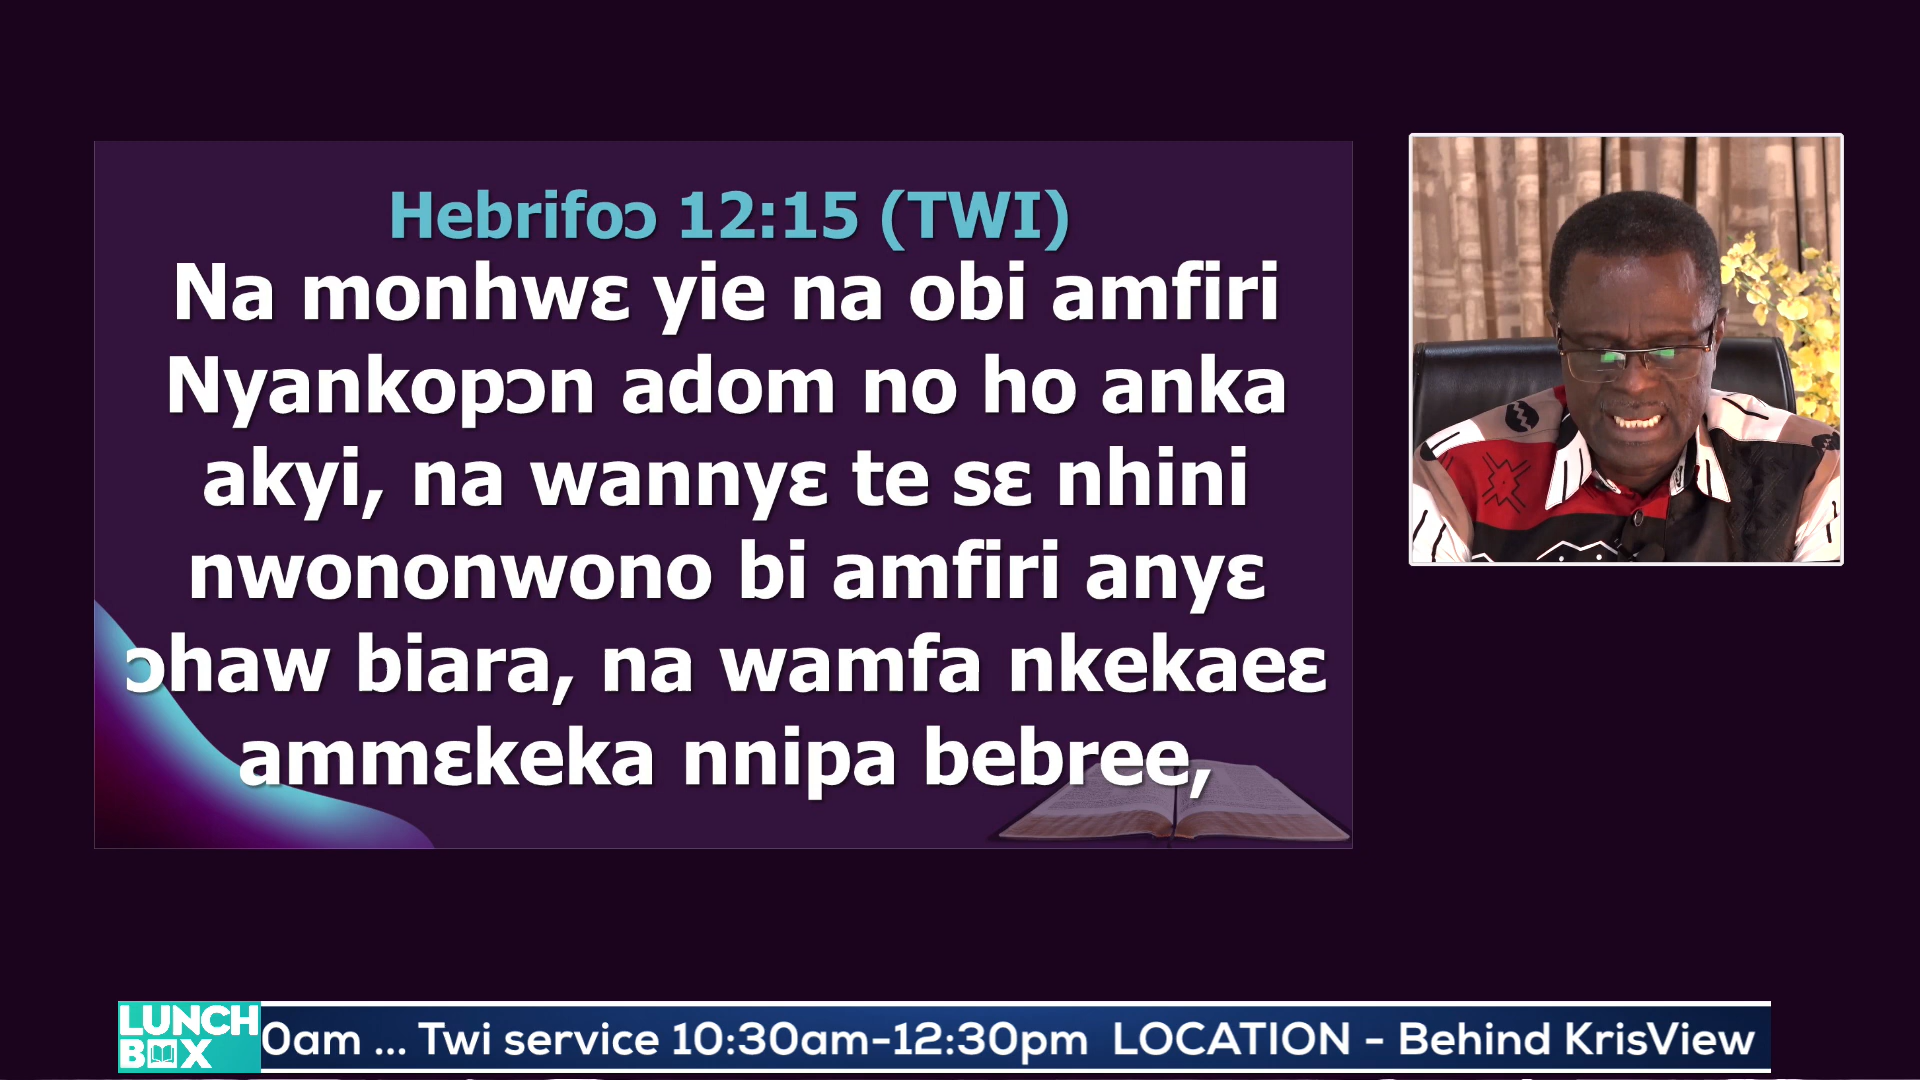 Hebrifoɔ 12:15 (TWI)
Na monhwɛ yie na obi amfiri
Nyankopɔn adom no ho anka
akyi, na wannyɛ te sɛ nhini
nwononwono bi amfiri anyɛ
ɔhaw biara, na wamfa nkekaeɛ
ammɛkeka nnipa bebree,
LUNCH
BOX
0am ... Twi service 10:30am-12:30pm LOCATION - Behind KrisView